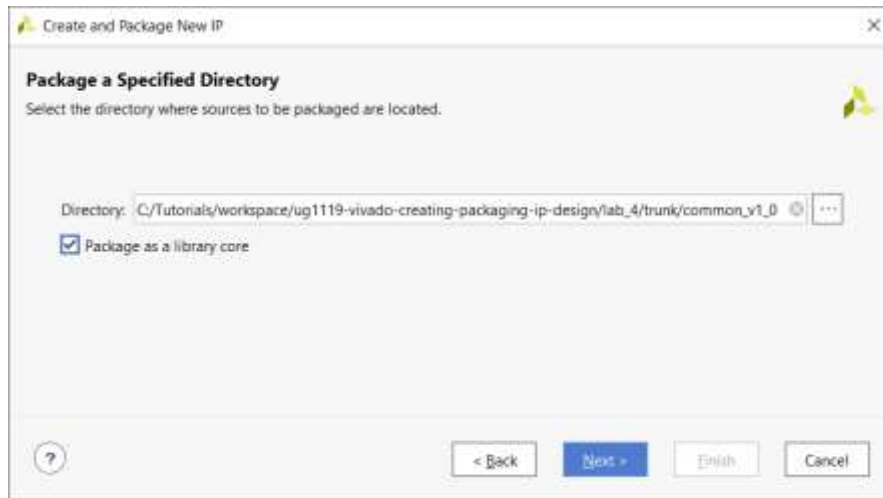 Create and Package New IP
Package a Specified Directory
Select the directory where sources to be packaged are located.
Directory: C:/Tutorials/workspace/ug1119-vivado-creating-packaging-ip-design/lab_4/trunk/common_v1_0 ...
Package as a library core
? < Back Next > Finish Cancel